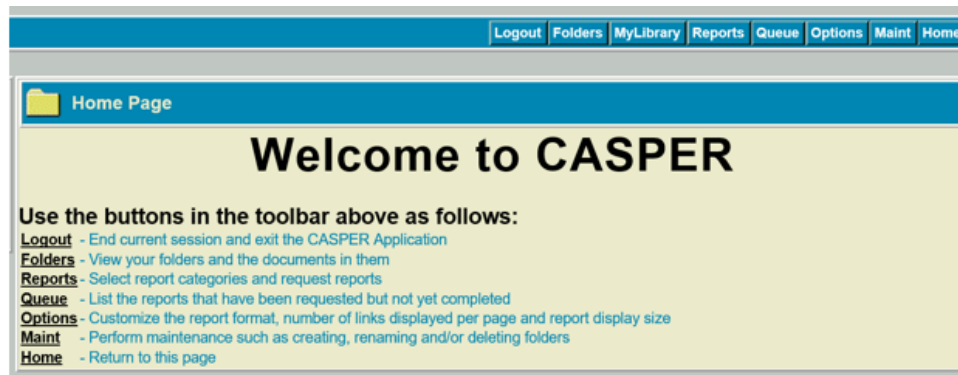 Logout Folders MyLibrary Reports Queue Options Maint Home
Home Page
Welcome to CASPER
Use the buttons in the toolbar above as follows:
Logout - End current session and exit the CASPER Application
Folders - View your folders and the documents in them
Reports - Select report categories and request reports
Queue - List the reports that have been requested but not yet completed
Options - Customize the report format, number of links displayed per page and report display size
Maint - Perform maintenance such as creating, renaming and/or deleting folders
Home - Return to this page